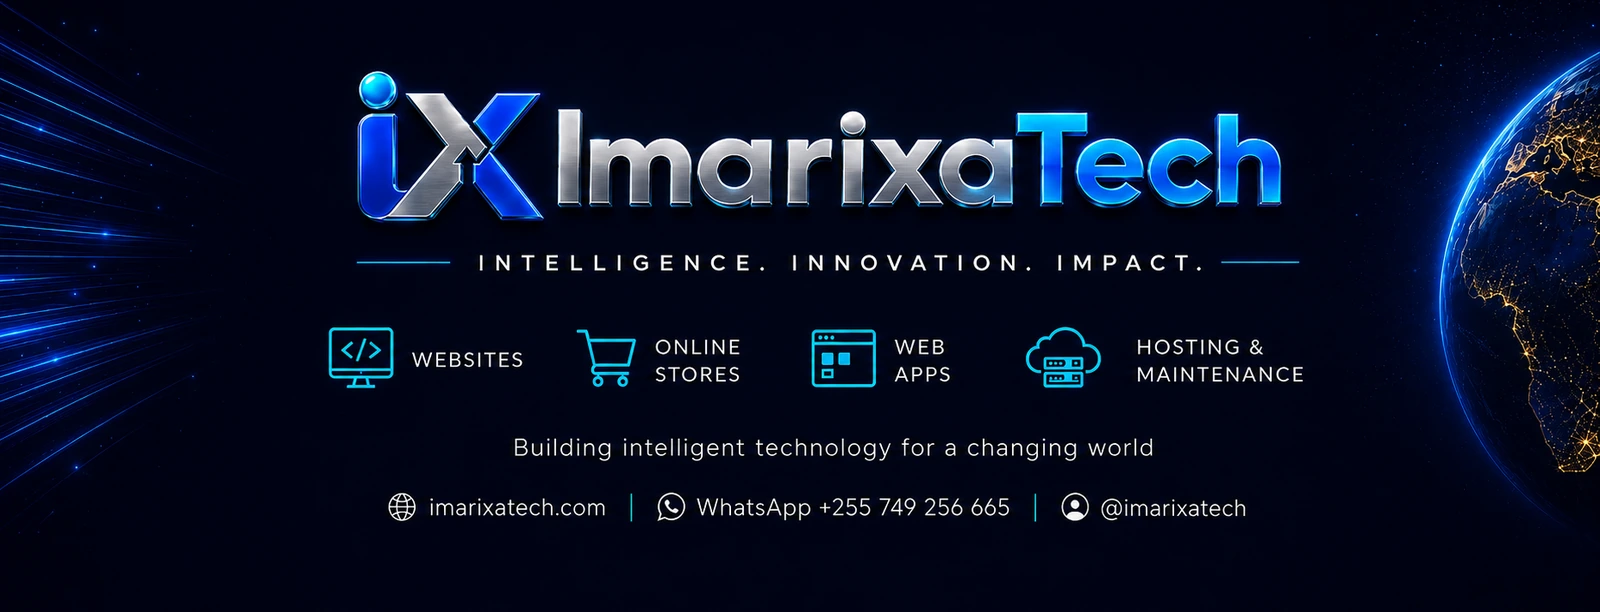 iX ImarixaTech
INTELLIGENCE. INNOVATION. IMPACT.
</> WEBSITES
ONLINE STORES
WEB APPS
HOSTING & MAINTENANCE
Building intelligent technology for a changing world
imarixatech.com | WhatsApp +255 749 256 665 | @imarixatech